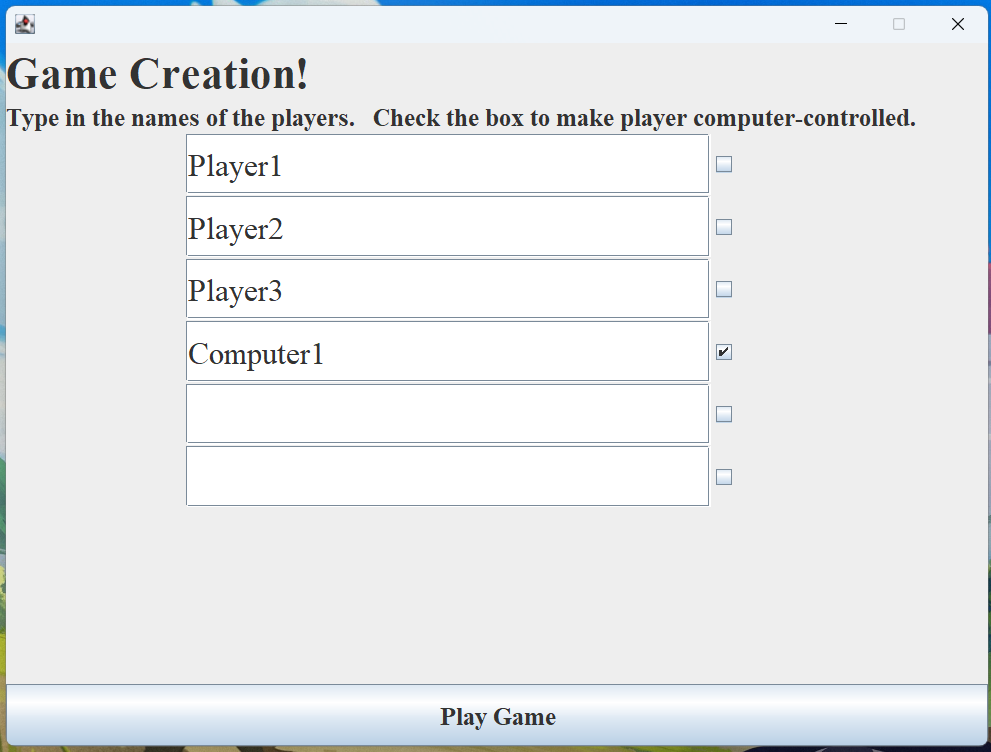 Game Creation!
Type in the names of the players.   Check the box to make player computer-controlled.
Player1
Player2
Player3
Computer1
Play Game